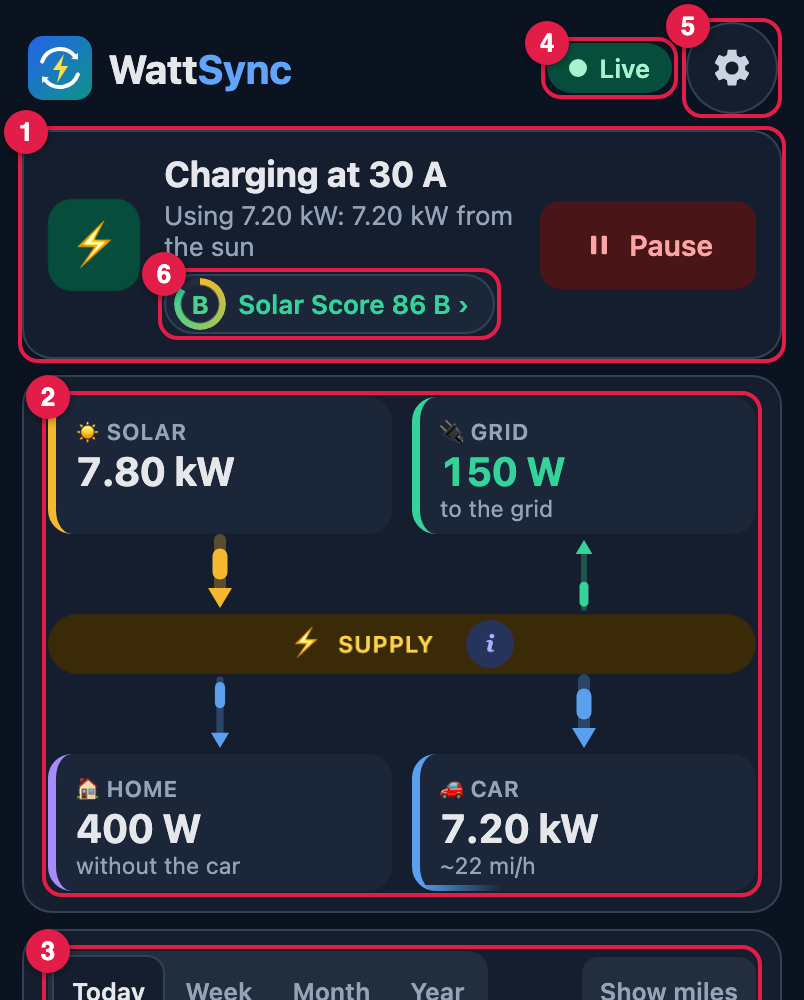 WattSync
4
Live
5
1
Charging at 30 A
Using 7.20 kW: 7.20 kW from
the sun
Pause
6
B
Solar Score 86 B ›
2
SOLAR
7.80 kW
GRID
150 W
to the grid
SUPPLY
i
HOME
400 W
without the car
CAR
7.20 kW
~22 mi/h
3
Today Week Month Year Show miles